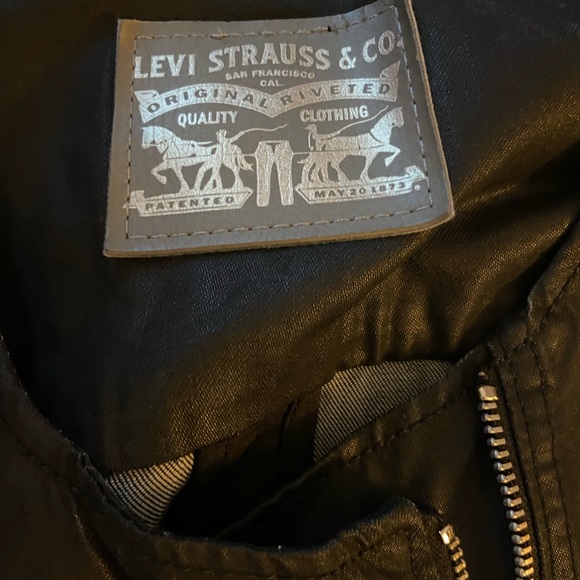 LEVI STRAUSS & CO.
SAN FRANCISCO
CAL.
ORIGINAL RIVETED
QUALITY CLOTHING
PATENTED MAY 20 1873
®